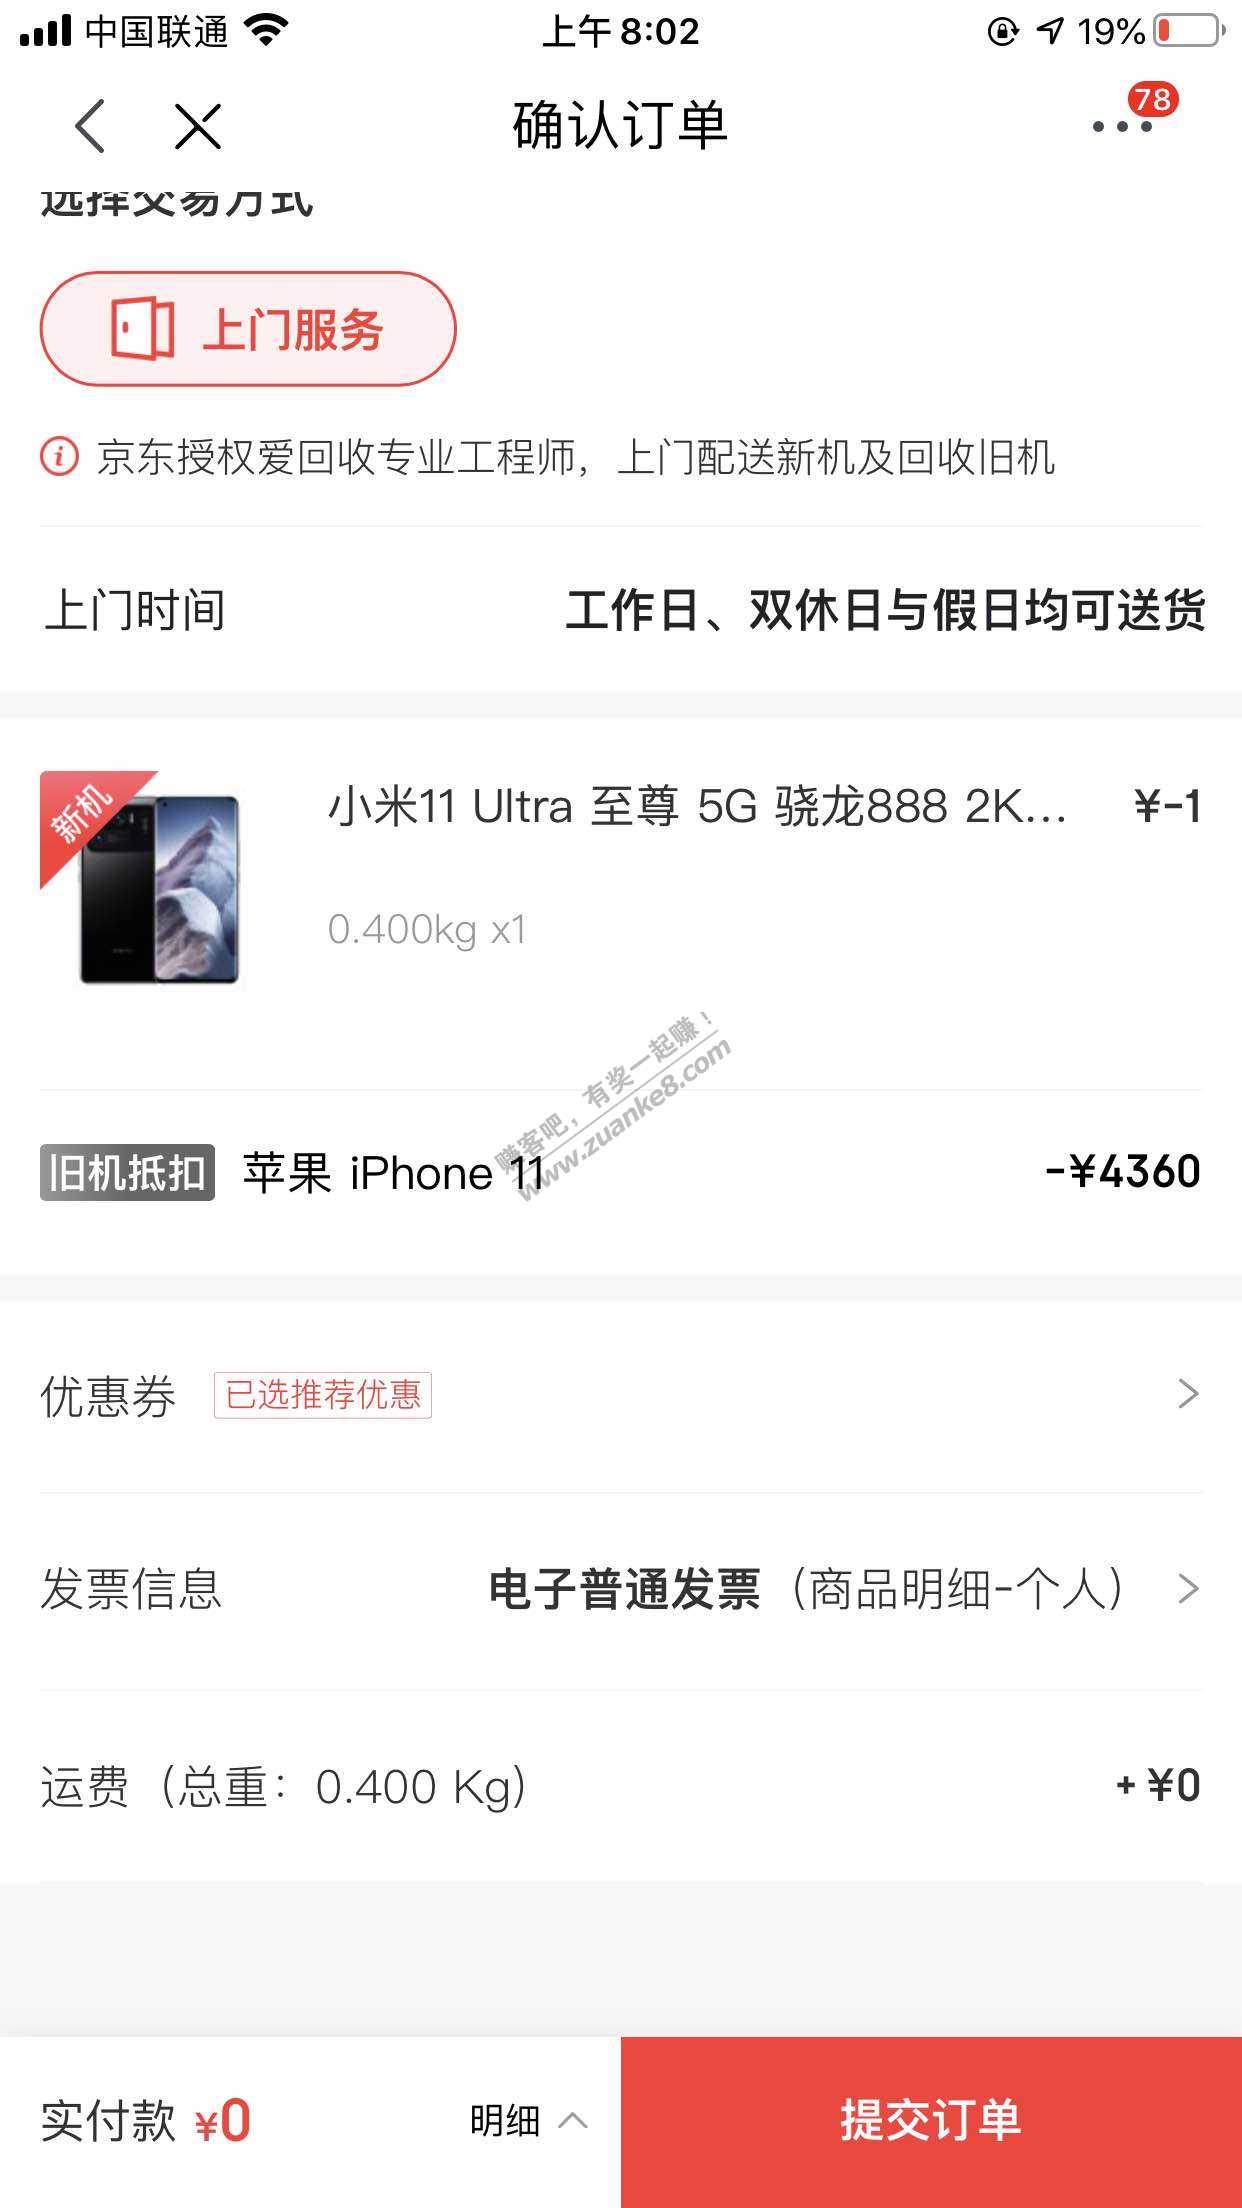 中国联通 上午 8:02 19%
确认订单 78
选择交易方式
上门服务
京东授权爱回收专业工程师，上门配送新机及回收旧机
上门时间 工作日、双休日与假日均可送货
新机
小米11 Ultra 至尊 5G 骁龙888 2K... ¥-1
0.400kg x1
赚客吧，有奖一起赚！
www.zuanke8.com
旧机抵扣 苹果 iPhone 11 -¥4360
优惠券 已选推荐优惠
发票信息 电子普通发票（商品明细-个人）
运费（总重：0.400 Kg） + ¥0
实付款 ¥0 明细 提交订单